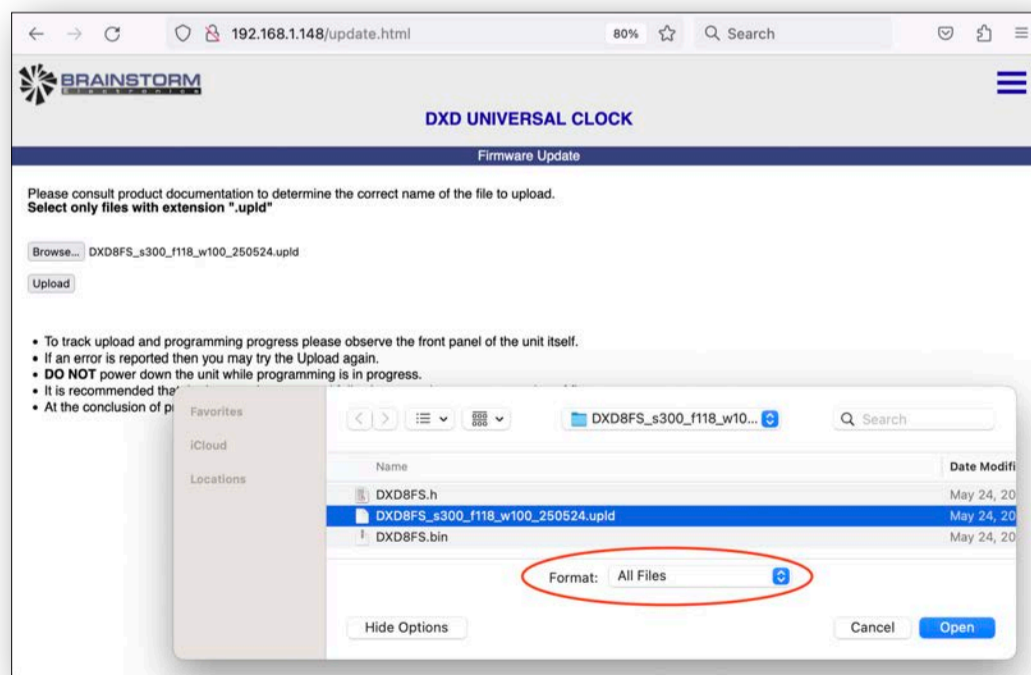 192.168.1.148/update.html
80%
Search
BRAINSTORM
Electronics
DXD UNIVERSAL CLOCK
Firmware Update
Please consult product documentation to determine the correct name of the file to upload.
Select only files with extension ".upld"
Browse... DXD8FS_s300_f118_w100_250524.upld
Upload
• To track upload and programming progress please observe the front panel of the unit itself.
• If an error is reported then you may try the Upload again.
• DO NOT power down the unit while programming is in progress.
• It is recommended that
• At the conclusion of p
Favorites
iCloud
Locations
DXD8FS_s300_f118_w10...
Search
Name Date Modifi
DXD8FS.h May 24, 20
DXD8FS_s300_f118_w100_250524.upld May 24, 20
DXD8FS.bin May 24, 20
Format: All Files
Hide Options Cancel Open